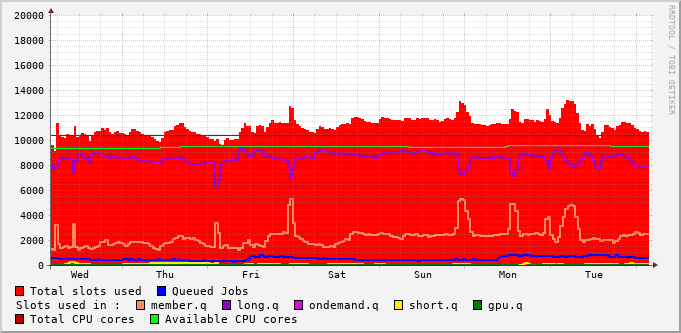 20000
18000
16000
14000
12000
10000
8000
6000
4000
2000
0
Wed Thu Fri Sat Sun Mon Tue
RRDTOOL / TOBI OETIKER
Total slots used Queued Jobs
Slots used in : member.q long.q ondemand.q short.q gpu.q
Total CPU cores Available CPU cores